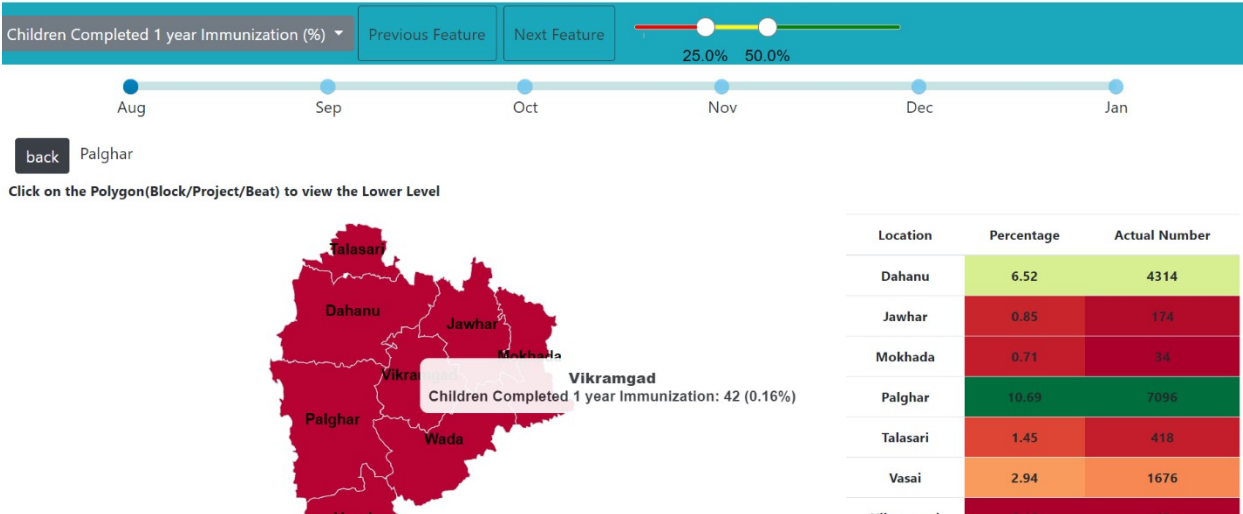 Children Completed 1 year Immunization (%)
Previous Feature
Next Feature
25.0% 50.0%
Aug Sep Oct Nov Dec Jan
back Palghar
Click on the Polygon(Block/Project/Beat) to view the Lower Level
Talasari
Dahanu
Jawhar
Mokhada
Vikramgad
Children Completed 1 year Immunization: 42 (0.16%)
Palghar
Wada
Location Percentage Actual Number
Dahanu 6.52 4314
Jawhar 0.85 174
Mokhada 0.71 34
Palghar 10.69 7096
Talasari 1.45 418
Vasai 2.94 1676